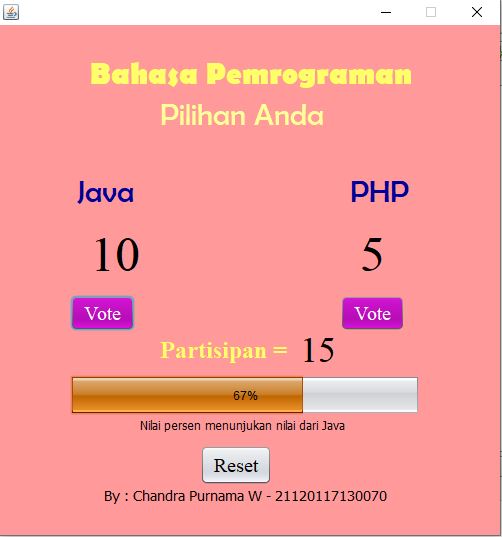 Bahasa Pemrograman
Pilihan Anda
Java PHP
10 5
Vote Vote
Partisipan = 15
67%
Nilai persen menunjukan nilai dari Java
Reset
By : Chandra Purnama W - 21120117130070